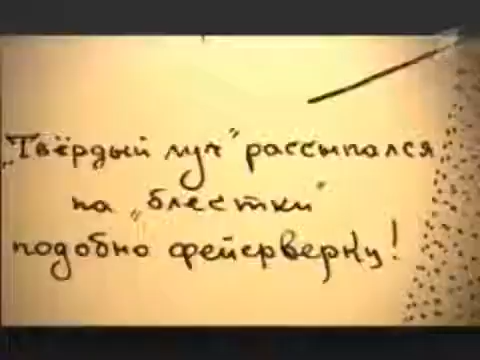 „Твёрдый луч" рассыпался
на „блестки"
подобно фейерверку!